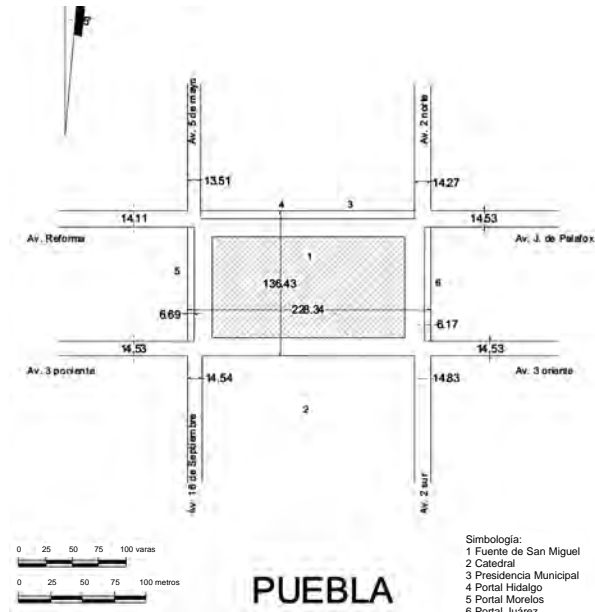 Av. 5 de mayo
Av. 2 norte
13.51
14.27
4
3
14.11
14.53
Av. Reforma
1
Av. J. de Palafox
5
6
136.43
228.34
6.69
6.17
14.53
14.53
Av. 3 poniente
14.54
14.83
Av. 3 oriente
2
Av. 16 de Septiembre
Av. 2 sur
0 25 50 75 100 varas
0 25 50 75 100 metros
PUEBLA
Simbología:
1 Fuente de San Miguel
2 Catedral
3 Presidencia Municipal
4 Portal Hidalgo
5 Portal Morelos
6 Portal Juárez